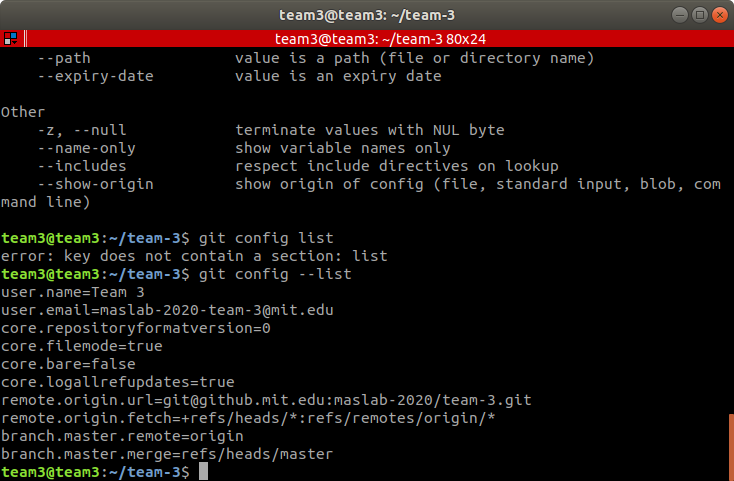 team3@team3: ~/team-3
team3@team3: ~/team-3 80x24
    --path                value is a path (file or directory name)
    --expiry-date         value is an expiry date

Other
    -z, --null            terminate values with NUL byte
    --name-only           show variable names only
    --includes            respect include directives on lookup
    --show-origin         show origin of config (file, standard input, blob, com
mand line)

team3@team3:~/team-3$ git config list
error: key does not contain a section: list
team3@team3:~/team-3$ git config --list
user.name=Team 3
user.email=maslab-2020-team-3@mit.edu
core.repositoryformatversion=0
core.filemode=true
core.bare=false
core.logallrefupdates=true
remote.origin.url=git@github.mit.edu:maslab-2020/team-3.git
remote.origin.fetch=+refs/heads/*:refs/remotes/origin/*
branch.master.remote=origin
branch.master.merge=refs/heads/master
team3@team3:~/team-3$